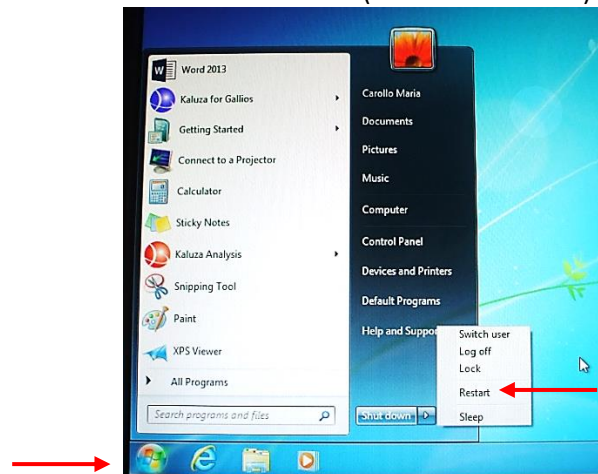 Word 2013
Kaluza for Gallios
Getting Started
Connect to a Projector
Calculator
Sticky Notes
Kaluza Analysis
Snipping Tool
Paint
XPS Viewer
All Programs
Search programs and files
Carollo Maria
Documents
Pictures
Music
Computer
Control Panel
Devices and Printers
Default Programs
Help and Suppor
Shut down
Switch user
Log off
Lock
Restart
Sleep